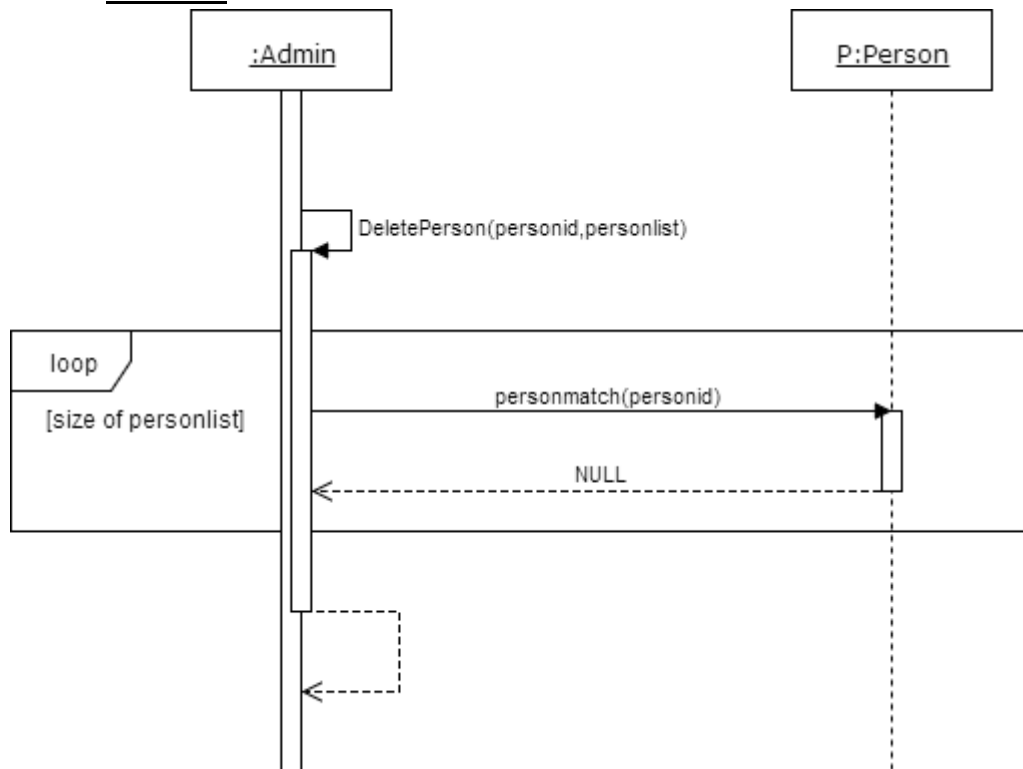 :Admin
P:Person
DeletePerson(personid,personlist)
loop
personmatch(personid)
[size of personlist]
NULL